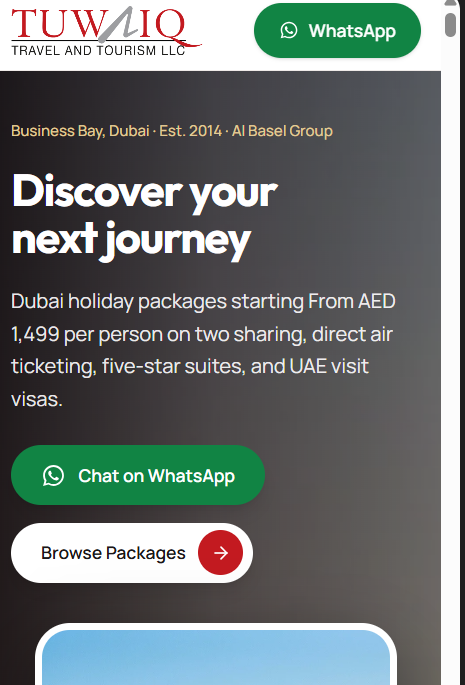 TUWAIQ
TRAVEL AND TOURISM LLC
WhatsApp
Business Bay, Dubai · Est. 2014 · Al Basel Group
Discover your
next journey
Dubai holiday packages starting From AED
1,499 per person on two sharing, direct air
ticketing, five-star suites, and UAE visit
visas.
Chat on WhatsApp
Browse Packages